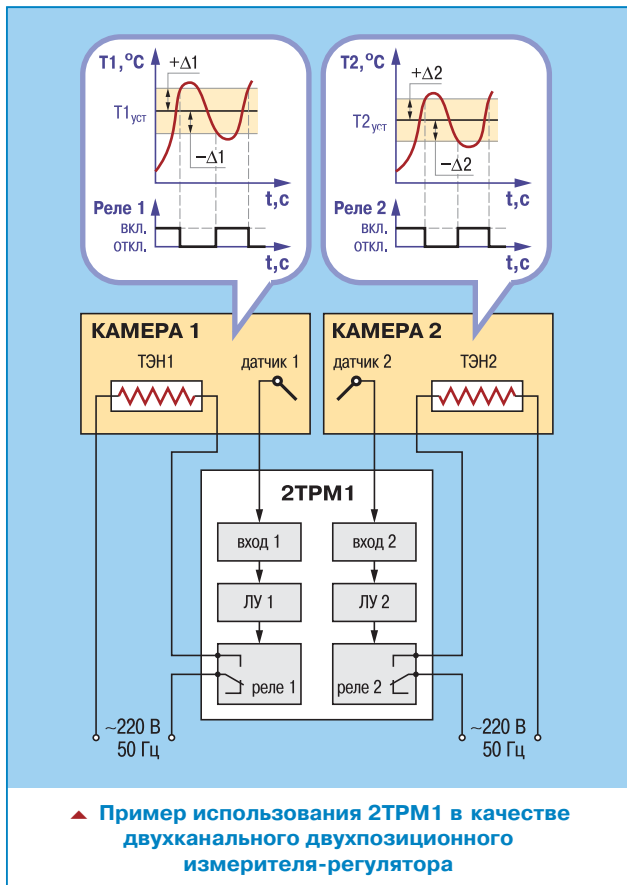 T1,°C
+Δ1
T1уст
−Δ1
t,c
Реле 1
ВКЛ.
ОТКЛ.
t,c
T2,°C
+Δ2
T2уст
−Δ2
t,c
Реле 2
ВКЛ.
ОТКЛ.
t,c
КАМЕРА 1
ТЭН1
датчик 1
КАМЕРА 2
датчик 2
ТЭН2
2ТРМ1
вход 1
вход 2
ЛУ 1
ЛУ 2
реле 1
реле 2
~220 В
50 Гц
~220 В
50 Гц
Пример использования 2ТРМ1 в качестве
двухканального двухпозиционного
измерителя-регулятора